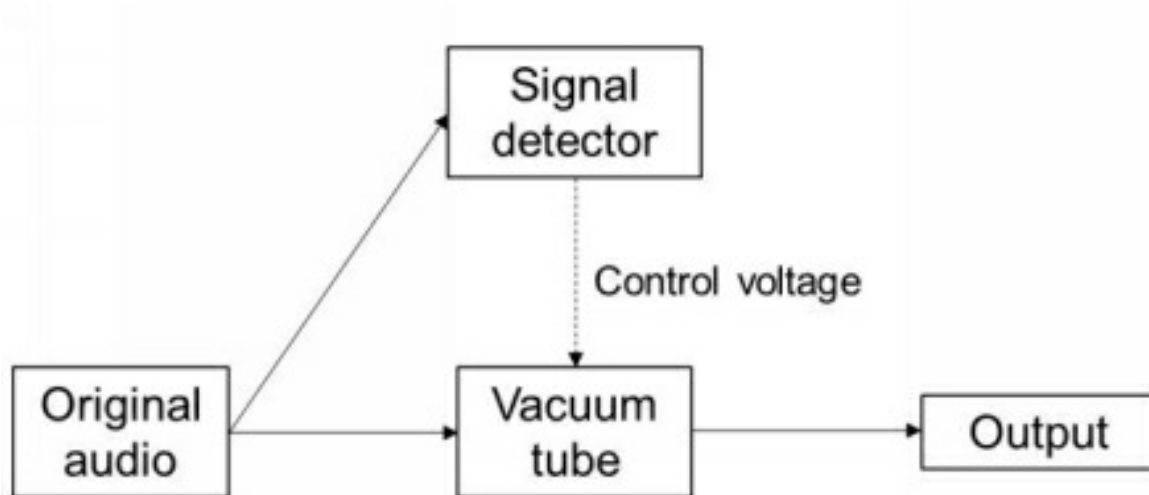 Signal
detector
Control voltage
Original
audio
Vacuum
tube
Output